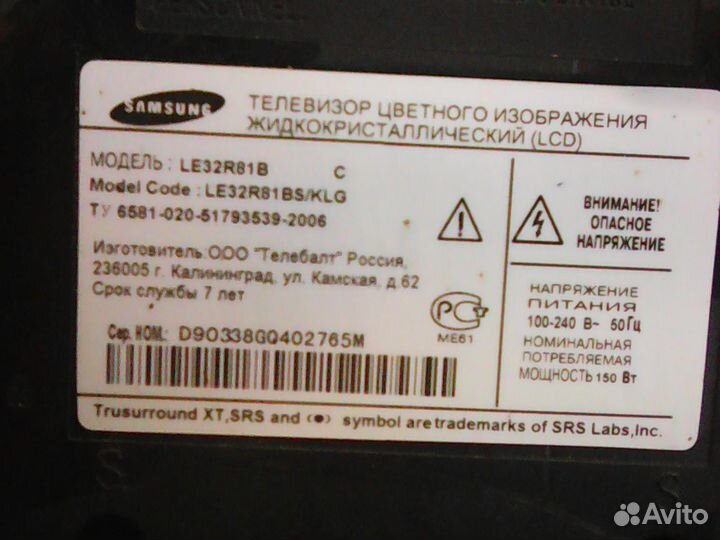 SAMSUNG
ТЕЛЕВИЗОР ЦВЕТНОГО ИЗОБРАЖЕНИЯ
ЖИДКОКРИСТАЛЛИЧЕСКИЙ (LCD)
МОДЕЛЬ: LE32R81B C
Model Code : LE32R81BS/KLG
ТУ 6581-020-51793539-2006
ВНИМАНИЕ!
ОПАСНОЕ
НАПРЯЖЕНИЕ
Изготовитель:ООО "Телебалт" Россия,
236005 г. Калининград, ул. Камская, д.62
Срок службы 7 лет
НАПРЯЖЕНИЕ
ПИТАНИЯ
100-240 В~ 50Гц
НОМИНАЛЬНАЯ
ПОТРЕБЛЯЕМАЯ
МОЩНОСТЬ 150 Вт
РС
МЕ61
Сер. НОМ.: D90338GQ402765M
Trusurround XT,SRS and (●) symbol are trademarks of SRS Labs,Inc.
S
S
Avito